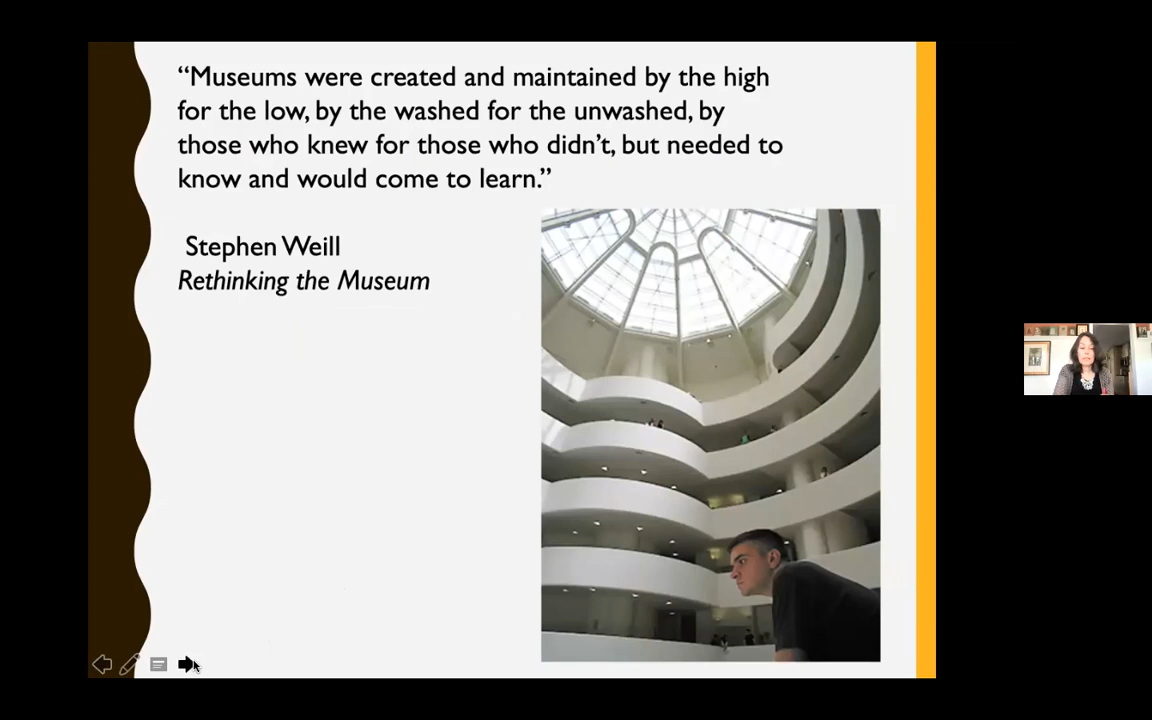 “Museums were created and maintained by the high
for the low, by the washed for the unwashed, by
those who knew for those who didn’t, but needed to
know and would come to learn.”
Stephen Weill
Rethinking the Museum